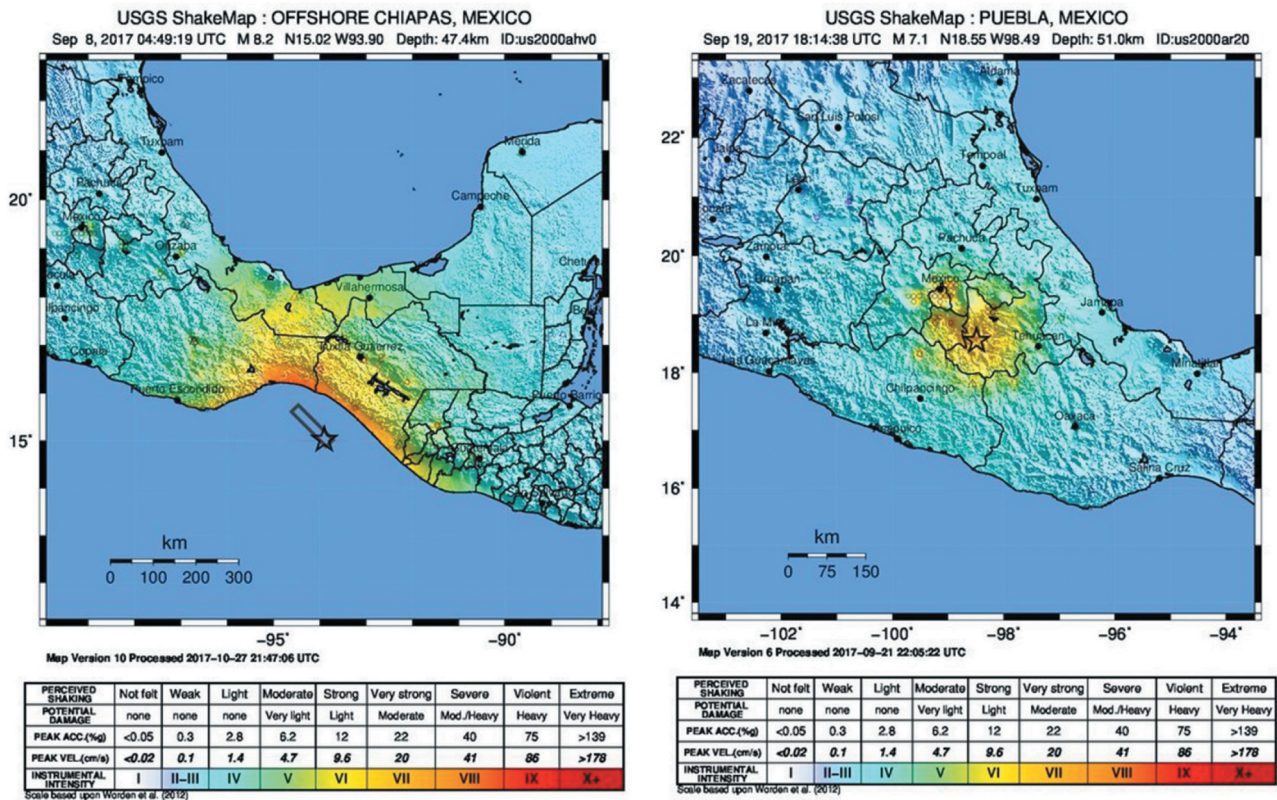 USGS ShakeMap : OFFSHORE CHIAPAS, MEXICO
Sep 8, 2017 04:49:19 UTC M 8.2 N15.02 W93.90 Depth: 47.4km ID:us2000ahv0
Tuxpam
Pachuca
Mexico
Orizaba
Merida
Campeche
Villahermosa
Tuxtla Gutierrez
Puerto Escondido
Copala
20°
15°
km
0 100 200 300
-95° -90°
Map Version 10 Processed 2017-10-27 21:47:06 UTC
PERCEIVED SHAKING Not felt Weak Light Moderate Strong Very strong Severe Violent Extreme
POTENTIAL DAMAGE none none none Very light Light Moderate Mod./Heavy Heavy Very Heavy
PEAK ACC.(%g) <0.05 0.3 2.8 6.2 12 22 40 75 >139
PEAK VEL.(cm/s) <0.02 0.1 1.4 4.7 9.6 20 41 86 >178
INSTRUMENTAL INTENSITY I II-III IV V VI VII VIII IX X+
Scale based upon Worden et al. (2012)
USGS ShakeMap : PUEBLA, MEXICO
Sep 19, 2017 18:14:38 UTC M 7.1 N18.55 W98.49 Depth: 51.0km ID:us2000ar20
Aldama
Zacatecas
San Luis Potosi
Tempoal
Leon
Tuxpam
Pachuca
Zamora
Uruapan
Mexico
Jamapa
Tehuacan
Minatitlan
Chilpancingo
Oaxaca
Acapulco
Salina Cruz
22°
20°
18°
16°
14°
km
0 75 150
-102° -100° -98° -96° -94°
Map Version 6 Processed 2017-09-21 22:05:22 UTC
PERCEIVED SHAKING Not felt Weak Light Moderate Strong Very strong Severe Violent Extreme
POTENTIAL DAMAGE none none none Very light Light Moderate Mod./Heavy Heavy Very Heavy
PEAK ACC.(%g) <0.05 0.3 2.8 6.2 12 22 40 75 >139
PEAK VEL.(cm/s) <0.02 0.1 1.4 4.7 9.6 20 41 86 >178
INSTRUMENTAL INTENSITY I II-III IV V VI VII VIII IX X+
Scale based upon Worden et al. (2012)